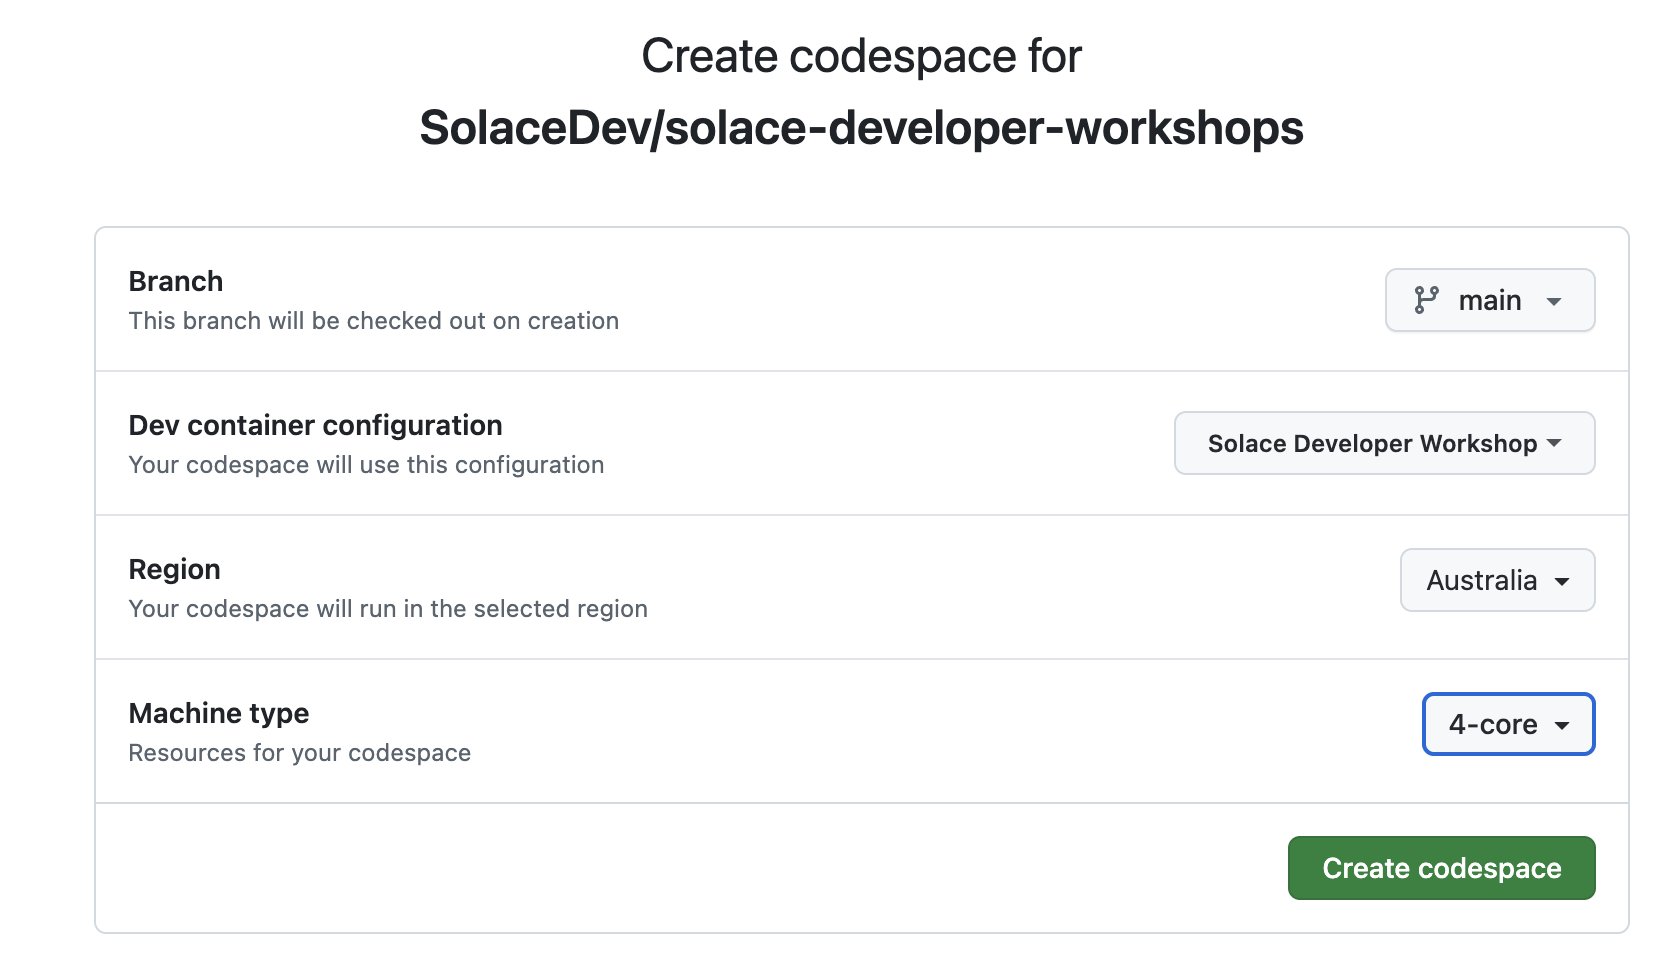 Create codespace for
SolaceDev/solace-developer-workshops
Branch
This branch will be checked out on creation
main
Dev container configuration
Your codespace will use this configuration
Solace Developer Workshop
Region
Your codespace will run in the selected region
Australia
Machine type
Resources for your codespace
4-core
Create codespace